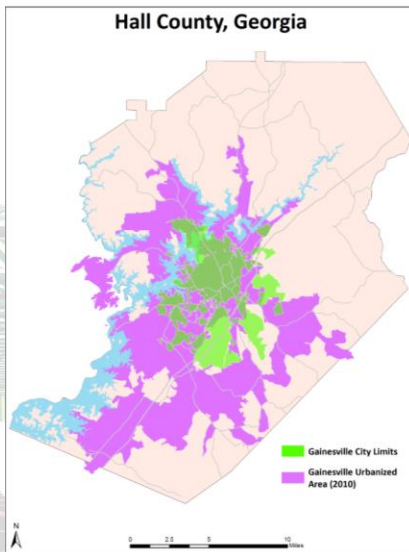 Hall County, Georgia
Gainesville City Limits
Gainesville Urbanized
Area (2010)
N
0 2.5 5 10
Miles